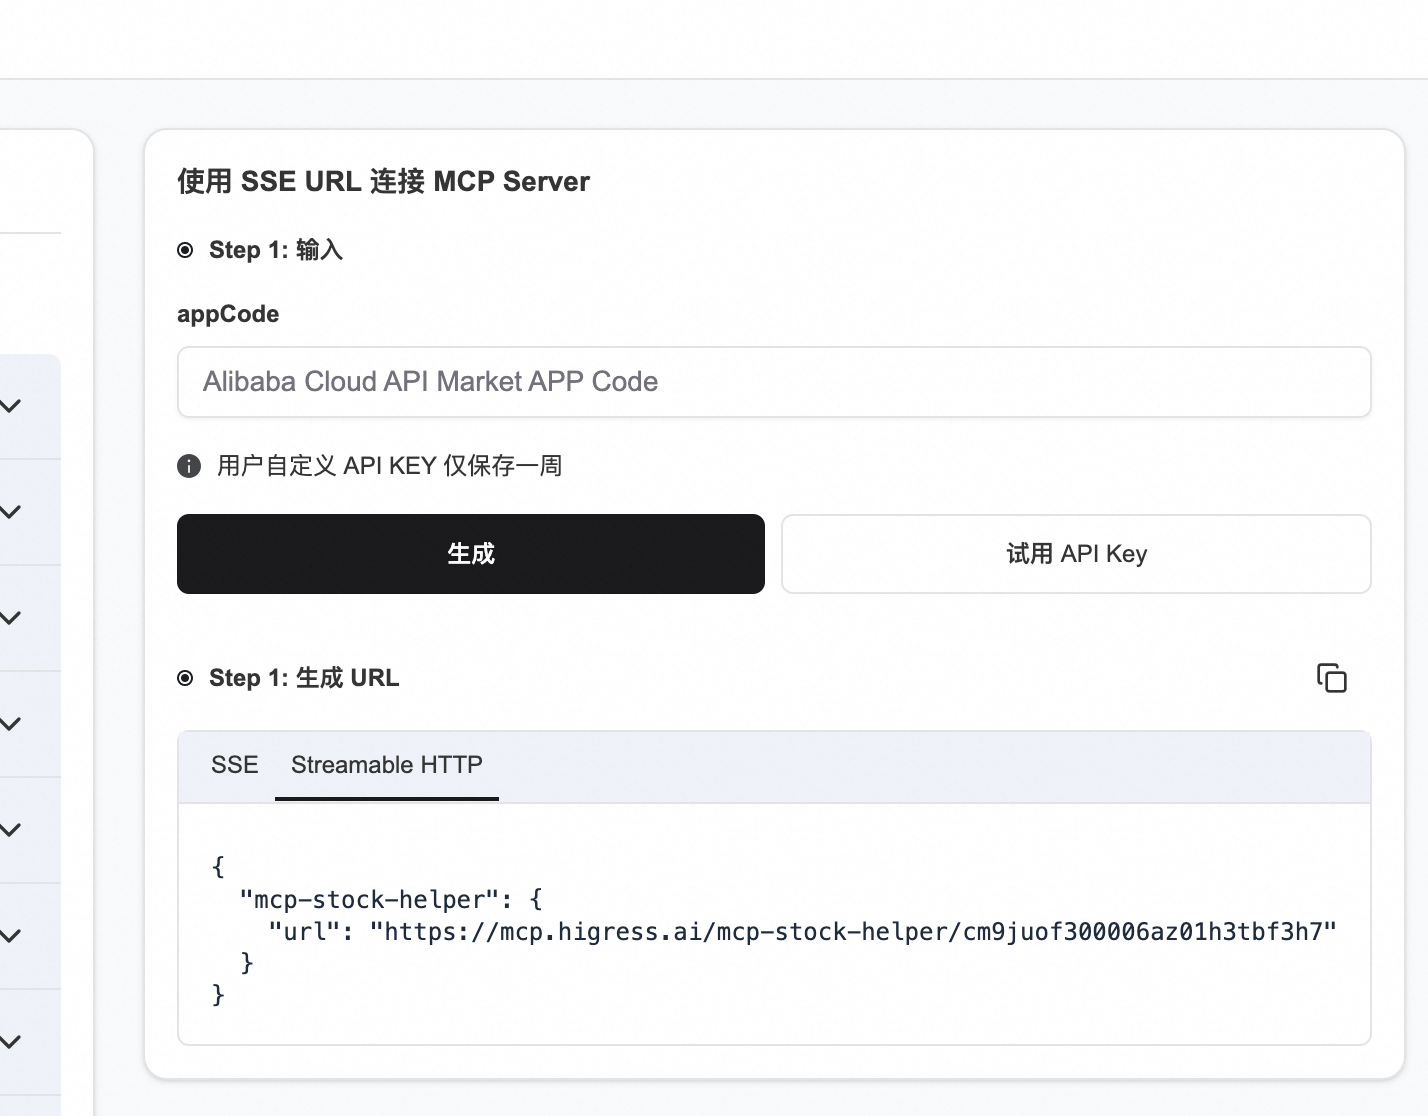 使用 SSE URL 连接 MCP Server
Step 1: 输入
appCode
Alibaba Cloud API Market APP Code
用户自定义 API KEY 仅保存一周
生成
试用 API Key
Step 1: 生成 URL
SSE
Streamable HTTP
{
  "mcp-stock-helper": {
    "url": "https://mcp.higress.ai/mcp-stock-helper/cm9juof300006az01h3tbf3h7"
  }
}